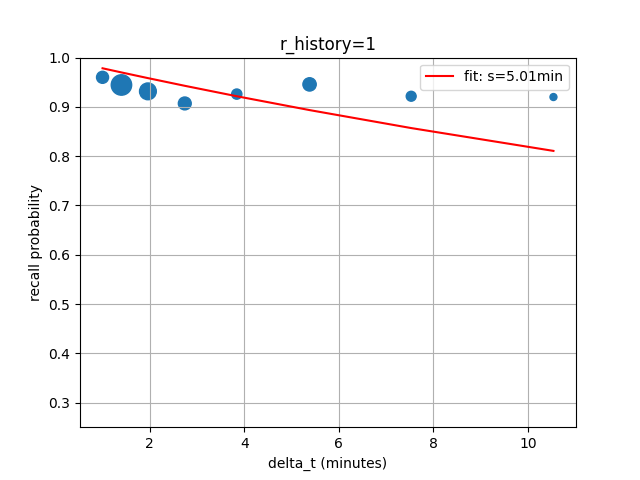 r_history=1
fit: s=5.01min
1.0
0.9
0.8
0.7
0.6
0.5
0.4
0.3
recall probability
2 4 6 8 10
delta_t (minutes)